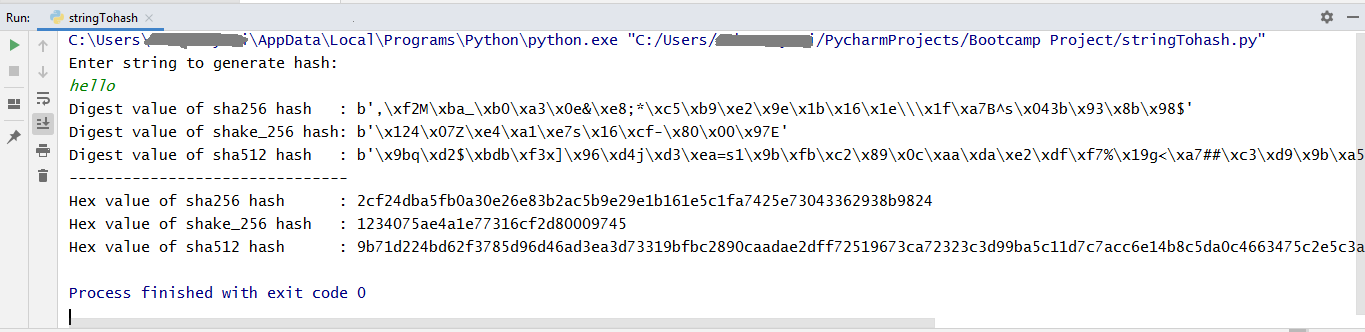 Run: stringTohash
C:\Users\ \AppData\Local\Programs\Python\python.exe "C:/Users/ /PycharmProjects/Bootcamp Project/stringTohash.py"
Enter string to generate hash:
hello
Digest value of sha256 hash : b',\xf2M\xba_\xb0\xa3\x0e&\xe8;*\xc5\xb9\xe2\x9e\x1b\x16\x1e\\\x1f\xa7B^s\x043b\x93\x8b\x98$'
Digest value of shake_256 hash: b'\x124\x07Z\xe4\xa1\xe7s\x16\xcf-\x80\x00\x97E'
Digest value of sha512 hash : b'\x9bq\xd2$\xbdb\xf3x]\x96\xd4j\xd3\xea=s1\x9b\xfb\xc2\x89\x0c\xaa\xda\xe2\xdf\xf7%\x19g<\xa7##\xc3\xd9\x9b\xa5
------------------------------
Hex value of sha256 hash : 2cf24dba5fb0a30e26e83b2ac5b9e29e1b161e5c1fa7425e73043362938b9824
Hex value of shake_256 hash : 1234075ae4a1e77316cf2d80009745
Hex value of sha512 hash : 9b71d224bd62f3785d96d46ad3ea3d73319bfbc2890caadae2dff72519673ca72323c3d99ba5c11d7c7acc6e14b8c5da0c4663475c2e5c3a
Process finished with exit code 0